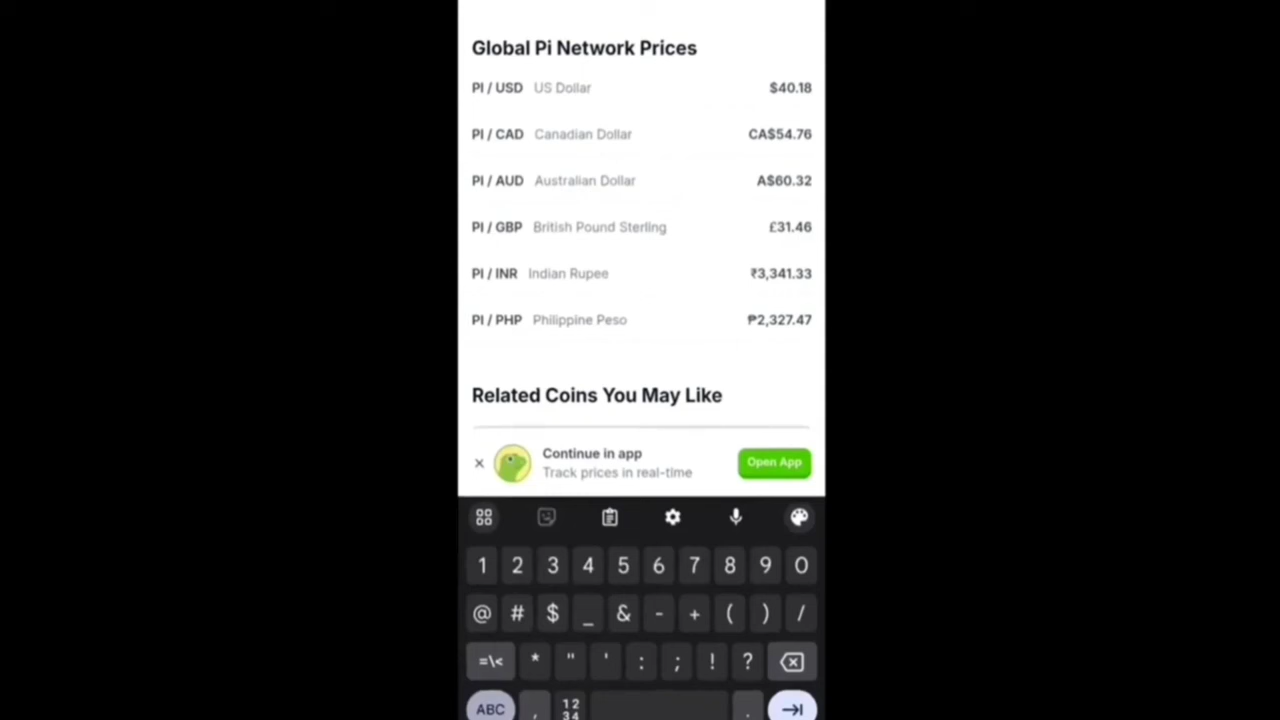 Global Pi Network Prices
PI / USD US Dollar $40.18
PI / CAD Canadian Dollar CA$54.76
PI / AUD Australian Dollar A$60.32
PI / GBP British Pound Sterling £31.46
PI / INR Indian Rupee ₹3,341.33
PI / PHP Philippine Peso ₱2,327.47
Related Coins You May Like
× Continue in app
Track prices in real-time
Open App
1 2 3 4 5 6 7 8 9 0
@ # $ _ & - + ( ) /
=\< * " ' : ; ! ?
ABC , 12 .
34